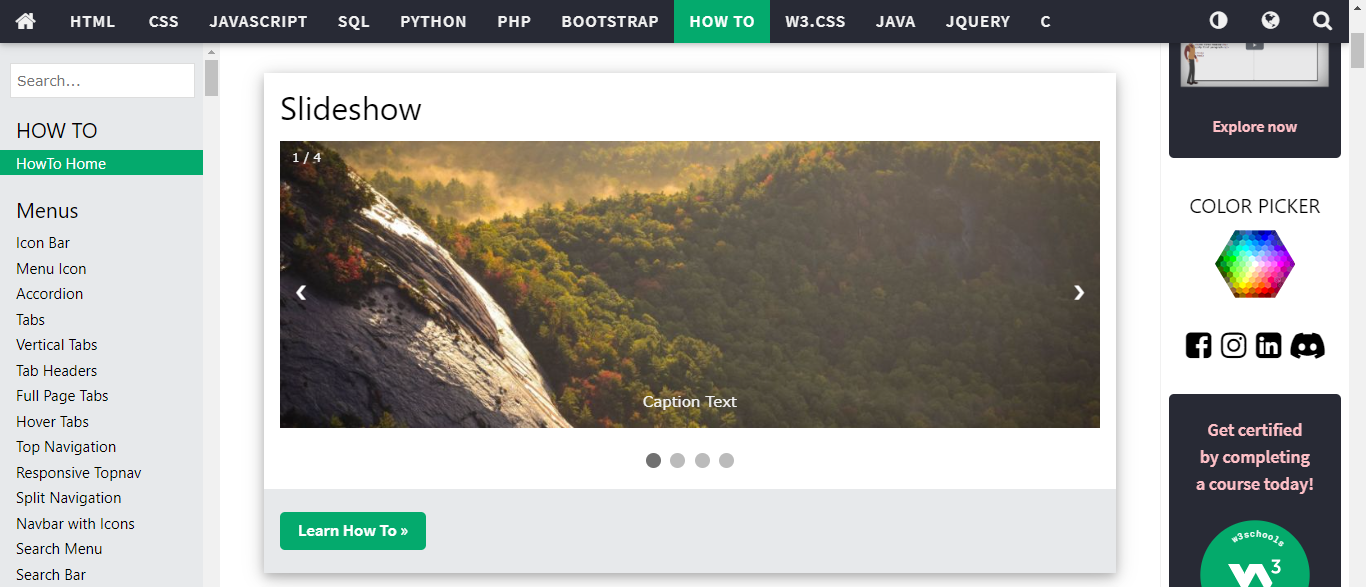 HTML CSS JAVASCRIPT SQL PYTHON PHP BOOTSTRAP HOW TO W3.CSS JAVA JQUERY C
Search...
HOW TO
HowTo Home
Menus
Icon Bar
Menu Icon
Accordion
Tabs
Vertical Tabs
Tab Headers
Full Page Tabs
Hover Tabs
Top Navigation
Responsive Topnav
Split Navigation
Navbar with Icons
Search Menu
Search Bar
Slideshow
1 / 4
❮ ❯
Caption Text
Learn How To »
Explore now
COLOR PICKER
Get certified
by completing
a course today!
w3schools
W3